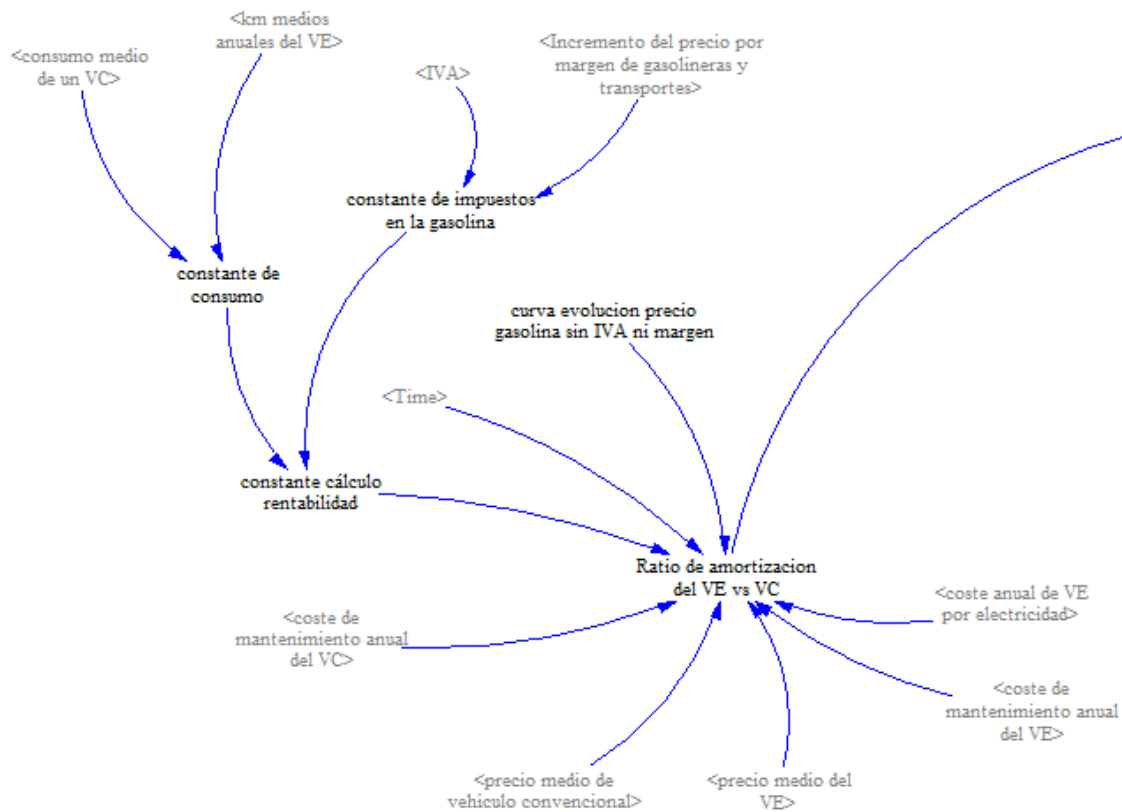 <km medios
anuales del VE>
<consumo medio
de un VC>
<IVA>
<Incremento del precio por
margen de gasolineras y
transportes>
constante de impuestos
en la gasolina
constante de
consumo
curva evolucion precio
gasolina sin IVA ni margen
<Time>
constante cálculo
rentabilidad
Ratio de amortizacion
del VE vs VC
<coste anual de VE
por electricidad>
<coste de
mantenimiento anual
del VC>
<coste de
mantenimiento anual
del VE>
<precio medio de
vehiculo convencional>
<precio medio del
VE>